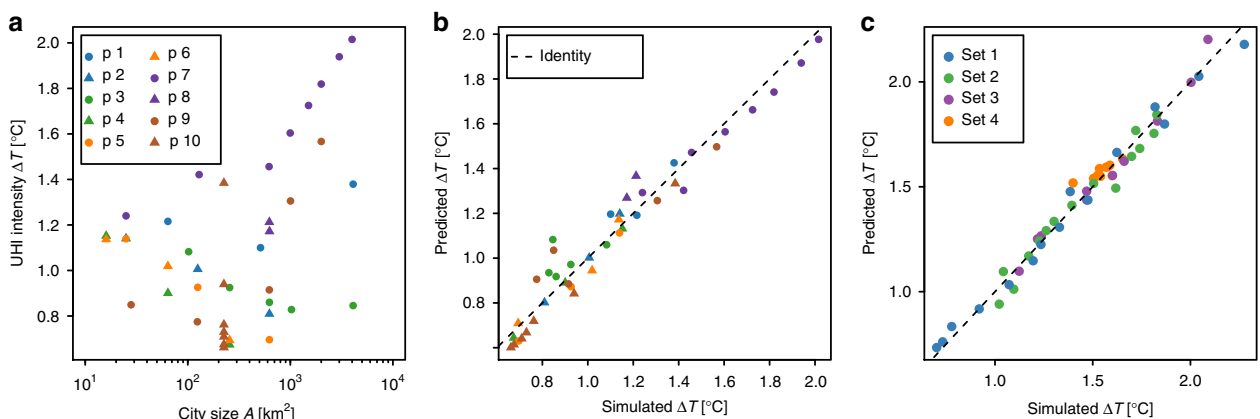 a
UHI intensity ΔT [°C]
2.0
1.6
1.2
1.0
0.8
p 1
p 2
p 3
p 4
p 5
p 6
p 7
p 8
p 9
p 10
10¹
10²
10³
10⁴
City size A [km²]
b
Predicted ΔT [°C]
2.0
1.8
1.6
1.4
1.2
1.0
0.8
Identity
0.8
1.0
1.2
1.4
1.6
1.8
2.0
Simulated ΔT [°C]
c
Predicted ΔT [°C]
2.0
1.5
1.0
Set 1
Set 2
Set 3
Set 4
1.0
1.5
2.0
Simulated ΔT [°C]